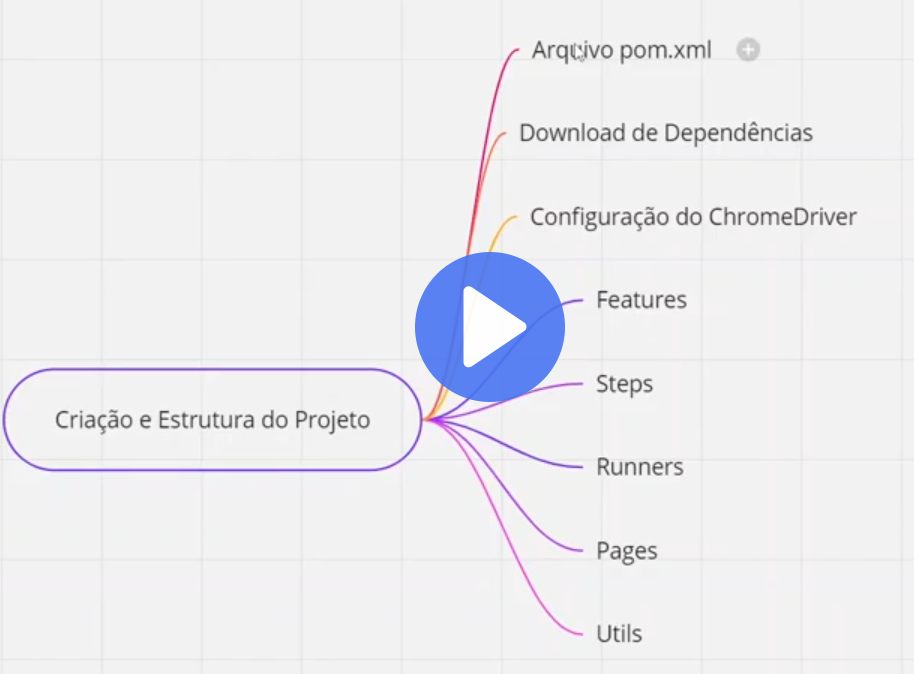 Arquivo pom.xml
Download de Dependências
Configuração do ChromeDriver
Features
Steps
Criação e Estrutura do Projeto
Runners
Pages
Utils